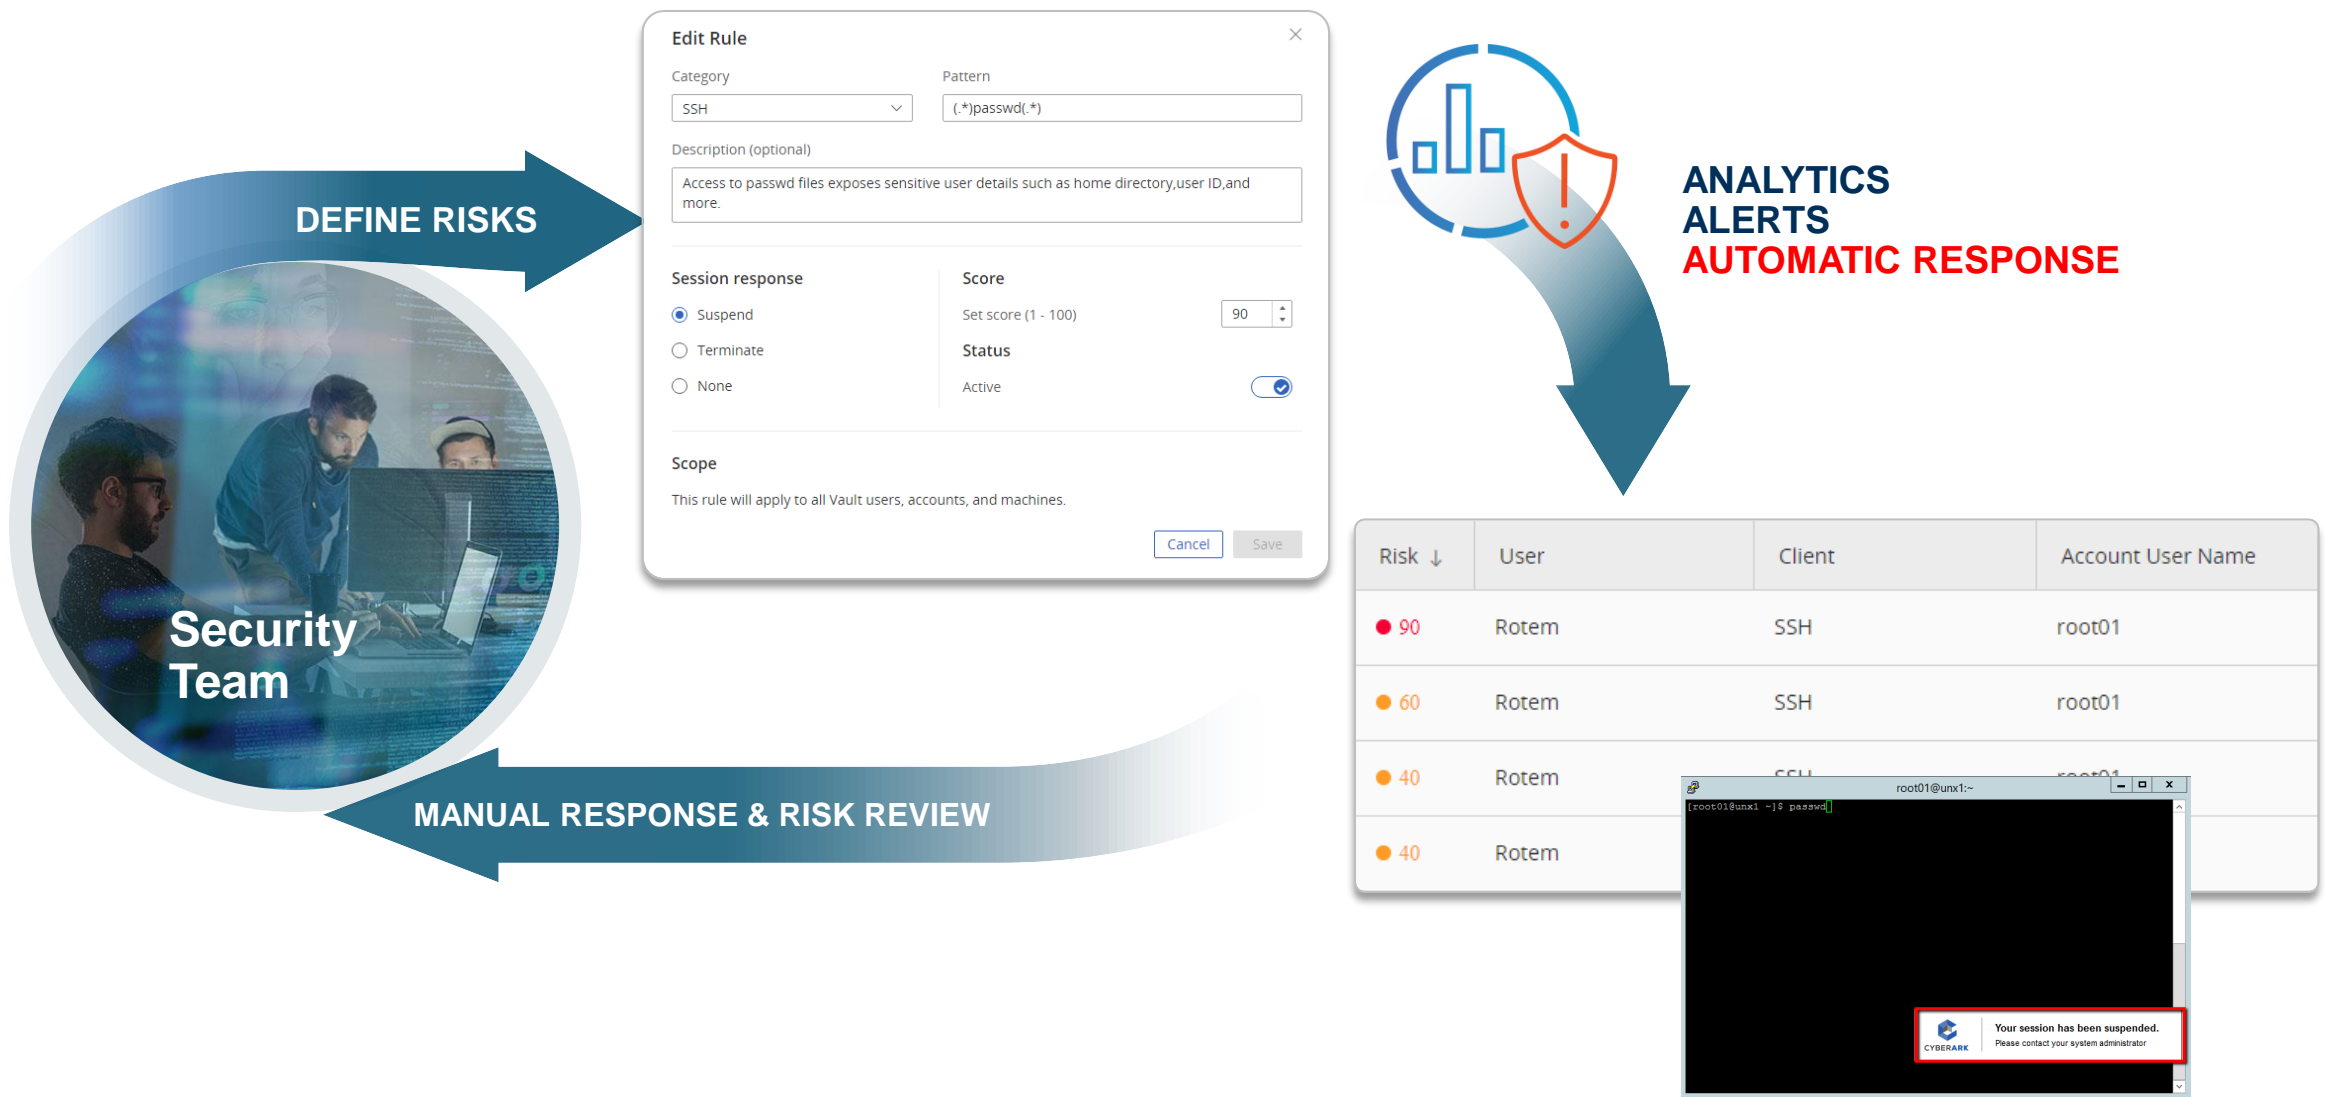 DEFINE RISKS
Security
Team
Edit Rule
Category
Pattern
SSH
(.*)passwd(.*)
Description (optional)
Access to passwd files exposes sensitive user details such as home directory,user ID,and
more.
Session response
Score
Suspend
Set score (1 - 100)
90
Terminate
Status
None
Active
Scope
This rule will apply to all Vault users, accounts, and machines.
Cancel
Save
ANALYTICS
ALERTS
AUTOMATIC RESPONSE
Risk ↓ User Client Account User Name
90 Rotem SSH root01
60 Rotem SSH root01
40 Rotem SSH root01
40 Rotem
root01@unx1:~
[root01@unx1 ~]$ passwd
CYBERARK
Your session has been suspended.
Please contact your system administrator
MANUAL RESPONSE & RISK REVIEW